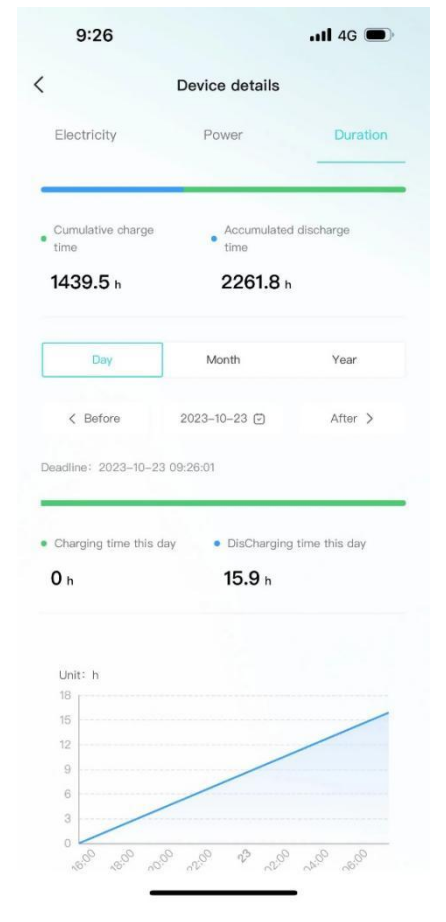 9:26
4G
Device details
Electricity Power Duration
Cumulative charge Accumulated discharge
time time
1439.5 h 2261.8 h
Day Month Year
Before 2023-10-23 After
Deadline: 2023-10-23 09:26:01
Charging time this day DisCharging time this day
0 h 15.9 h
Unit: h
18
15
12
9
6
3
0
16:00 18:00 20:00 22:00 23 02:00 04:00 06:00